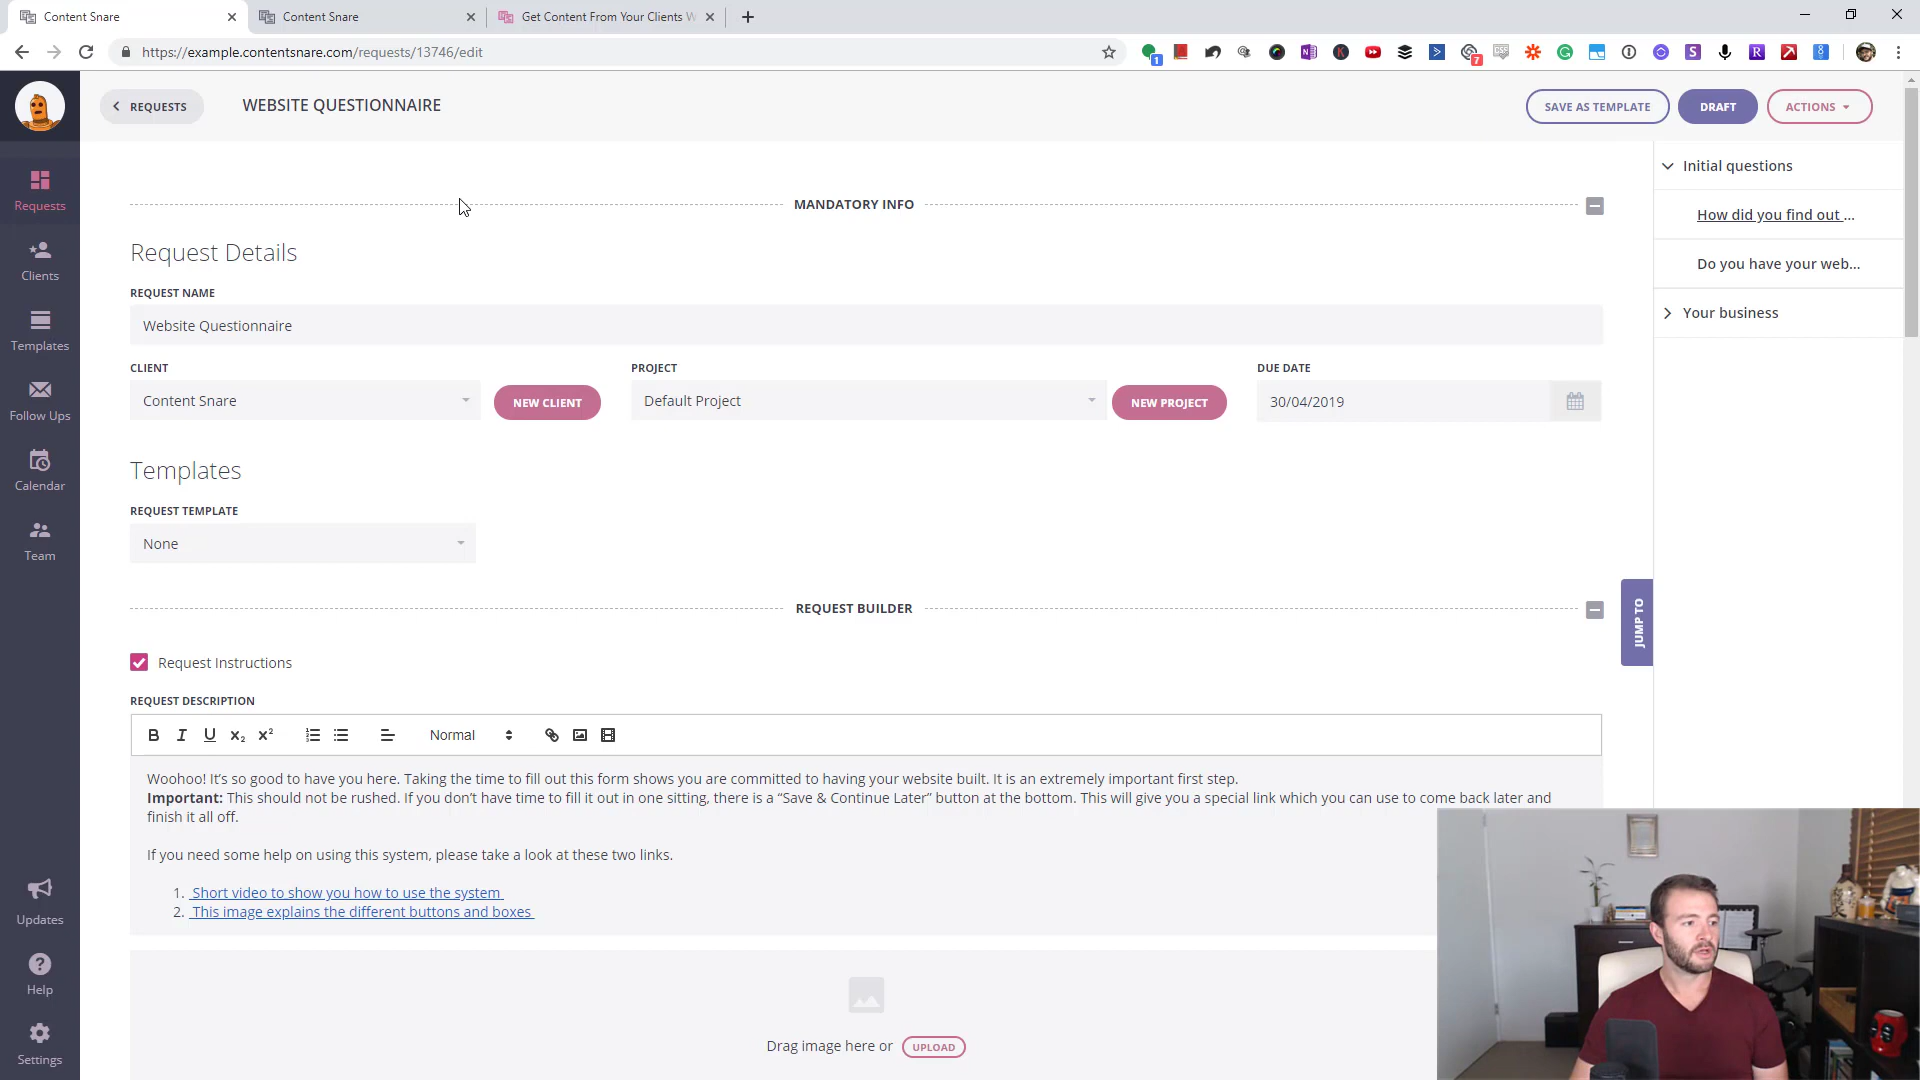 Content Snare
Content Snare
Get Content From Your Clients W
https://example.contentsnare.com/requests/13746/edit
1
7
REQUESTS
WEBSITE QUESTIONNAIRE
SAVE AS TEMPLATE
DRAFT
ACTIONS
Requests
Clients
Templates
Follow Ups
Calendar
Team
Updates
Help
Settings
MANDATORY INFO
Request Details
REQUEST NAME
Website Questionnaire
CLIENT
Content Snare
NEW CLIENT
PROJECT
Default Project
NEW PROJECT
DUE DATE
30/04/2019
Templates
REQUEST TEMPLATE
None
REQUEST BUILDER
Request Instructions
REQUEST DESCRIPTION
Normal
Woohoo! It's so good to have you here. Taking the time to fill out this form shows you are committed to having your website built. It is an extremely important first step.
Important: This should not be rushed. If you don't have time to fill it out in one sitting, there is a “Save & Continue Later” button at the bottom. This will give you a special link which you can use to come back later and
finish it all off.
If you need some help on using this system, please take a look at these two links.
1. Short video to show you how to use the system
2. This image explains the different buttons and boxes
Drag image here or UPLOAD
Initial questions
How did you find out ...
Do you have your web...
Your business
JUMP TO